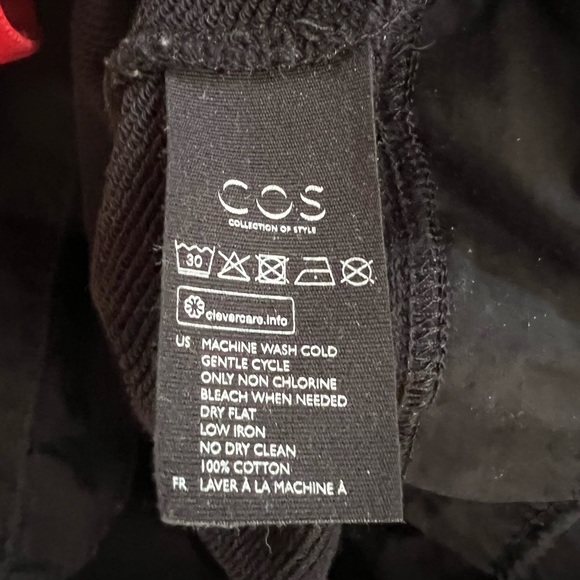 COS
COLLECTION OF STYLE
30
clevercare.info
US MACHINE WASH COLD
GENTLE CYCLE
ONLY NON CHLORINE
BLEACH WHEN NEEDED
DRY FLAT
LOW IRON
NO DRY CLEAN
100% COTTON
FR LAVER À LA MACHINE À